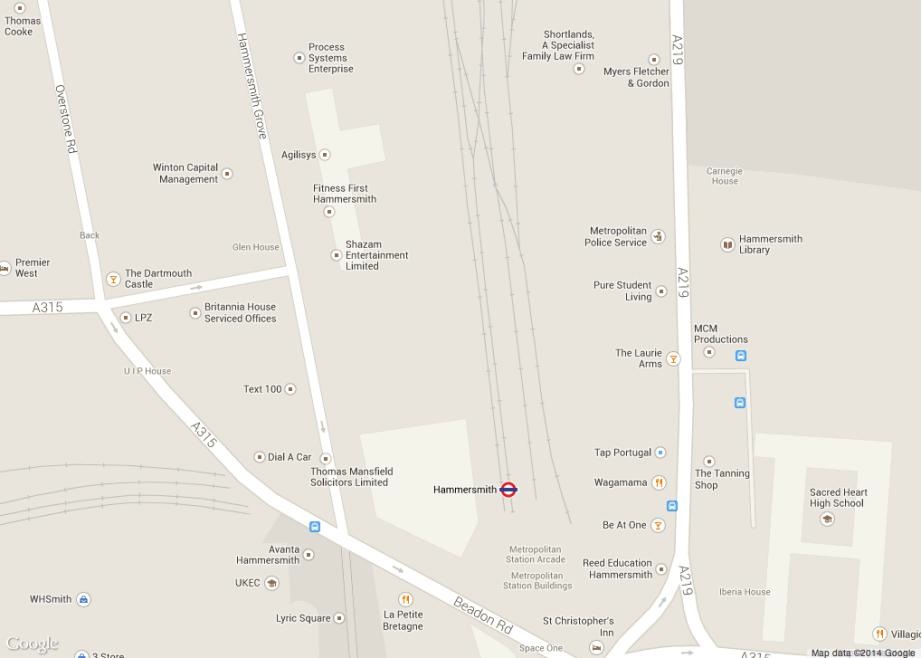 Thomas
Cooke
Overstone Rd
Hammersmith Grove
Process
Systems
Enterprise
Shortlands,
A Specialist
Family Law Firm
Myers Fletcher
& Gordon
A219
Agilisys
Winton Capital
Management
Fitness First
Hammersmith
Carnegie
House
Back
Glen House
Shazam
Entertainment
Limited
Metropolitan
Police Service
Hammersmith
Library
Premier
West
The Dartmouth
Castle
Pure Student
Living
A219
A315
LPZ
Britannia House
Serviced Offices
MCM
Productions
The Laurie
Arms
U I P House
Text 100
A315
Dial A Car
Thomas Mansfield
Solicitors Limited
Hammersmith
Tap Portugal
Wagamama
The Tanning
Shop
Sacred Heart
High School
Be At One
Avanta
Hammersmith
UKEC
Metropolitan
Station Arcade
Metropolitan
Station Buildings
Reed Education
Hammersmith
A219
Iberia House
WHSmith
Lyric Square
La Petite
Bretagne
Beadon Rd
St Christopher's
Inn
Space One
Villagio
Google
3 Store
A315
Map data ©2014 Google